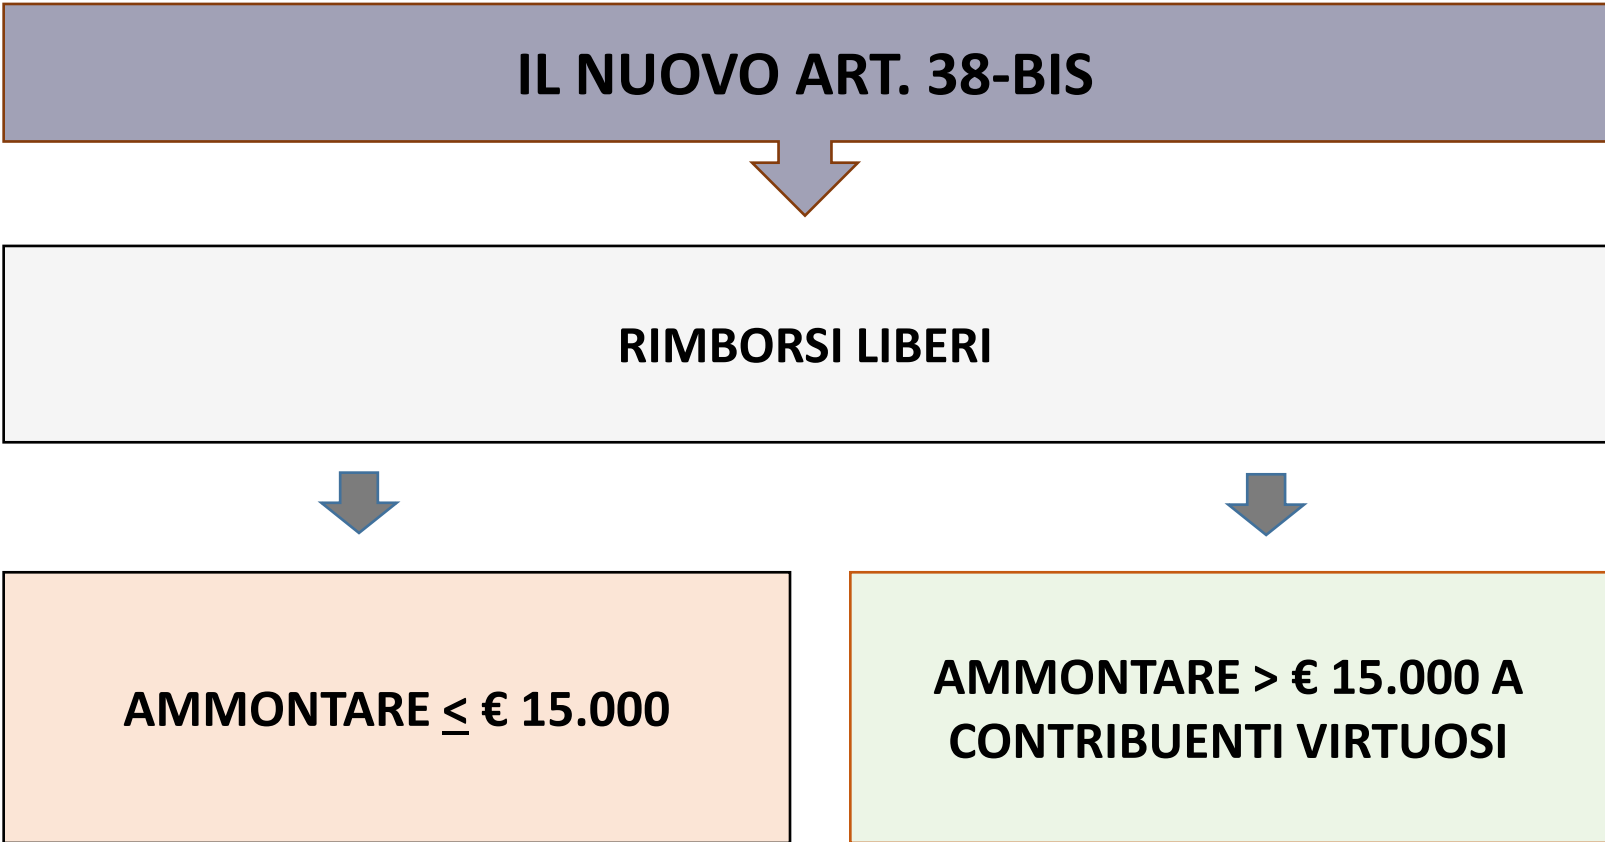 IL NUOVO ART. 38-BIS
RIMBORSI LIBERI
AMMONTARE < € 15.000
AMMONTARE > € 15.000 A
CONTRIBUENTI VIRTUOSI